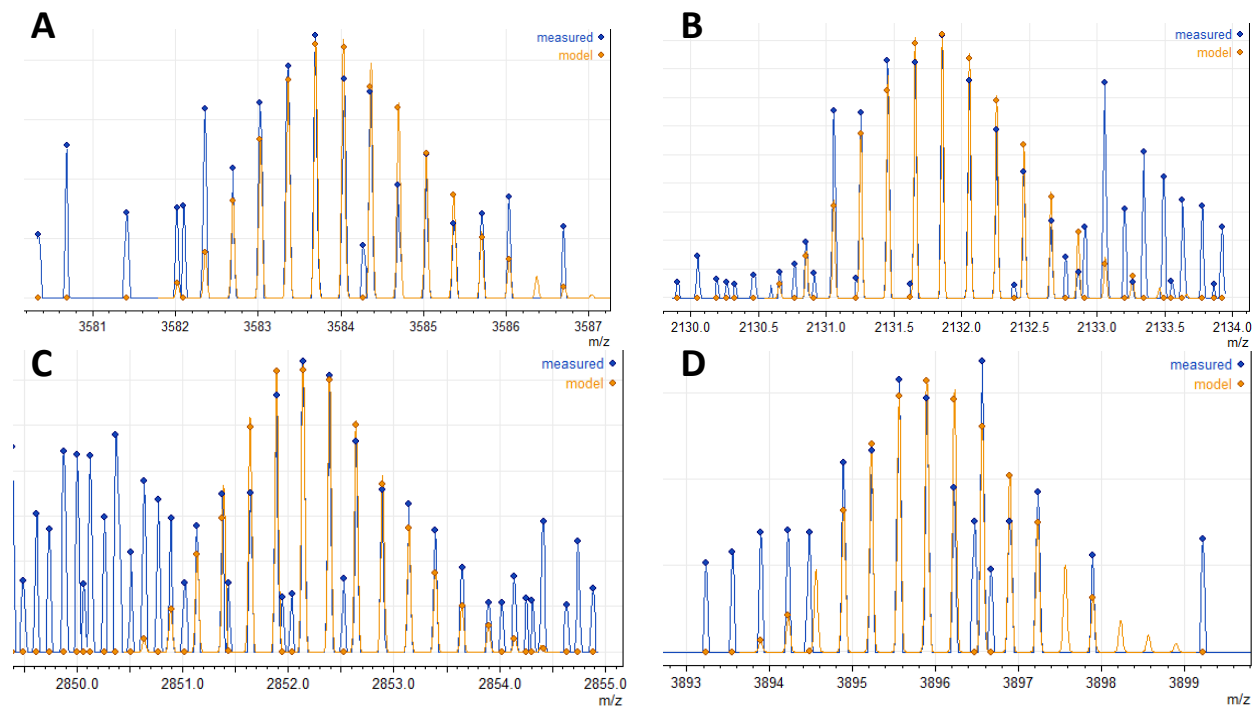 A
measured
model
3581 3582 3583 3584 3585 3586 3587
m/z
B
measured
model
2130.0 2130.5 2131.0 2131.5 2132.0 2132.5 2133.0 2133.5 2134.0
m/z
C
measured
model
2850.0 2851.0 2852.0 2853.0 2854.0 2855.0
m/z
D
measured
model
3893 3894 3895 3896 3897 3898 3899
m/z